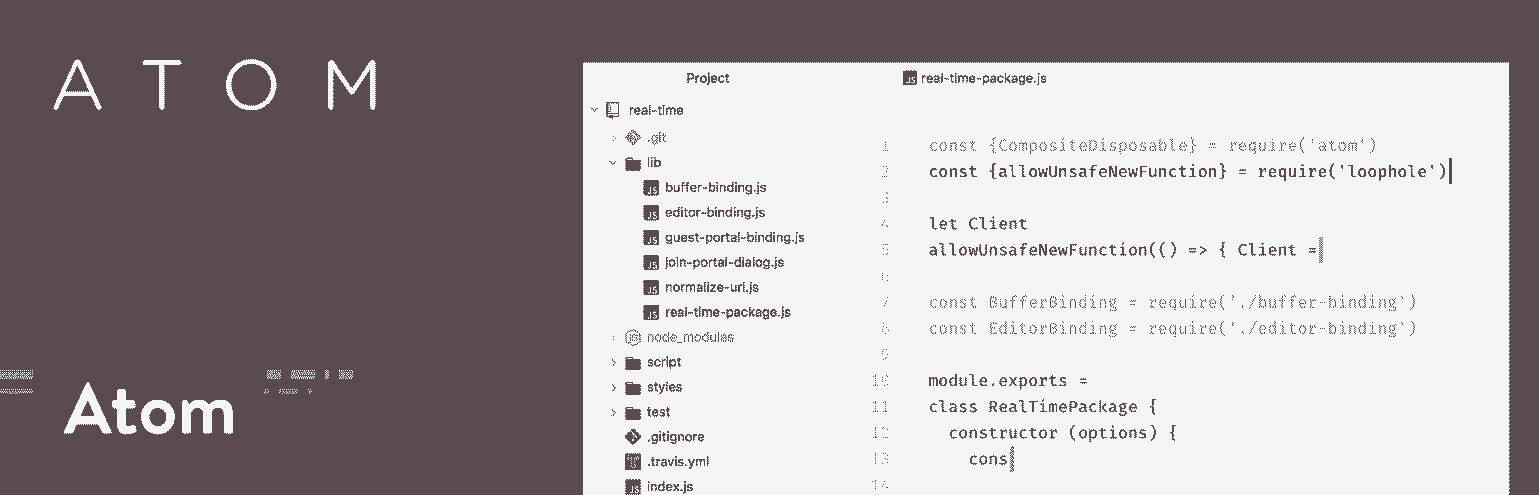 ATOM
Atom
Project
real-time
.git
lib
buffer-binding.js
editor-binding.js
guest-portal-binding.js
join-portal-dialog.js
normalize-uri.js
real-time-package.js
node_modules
script
styles
test
.gitignore
.travis.yml
index.js
real-time-package.js
1 const {CompositeDisposable} = require('atom')
2 const {allowUnsafeNewFunction} = require('loophole')
3
4 let Client
5 allowUnsafeNewFunction(() => { Client =
6
7 const BufferBinding = require('./buffer-binding')
8 const EditorBinding = require('./editor-binding')
9
10 module.exports =
11 class RealTimePackage {
12 constructor (options) {
13 cons
14